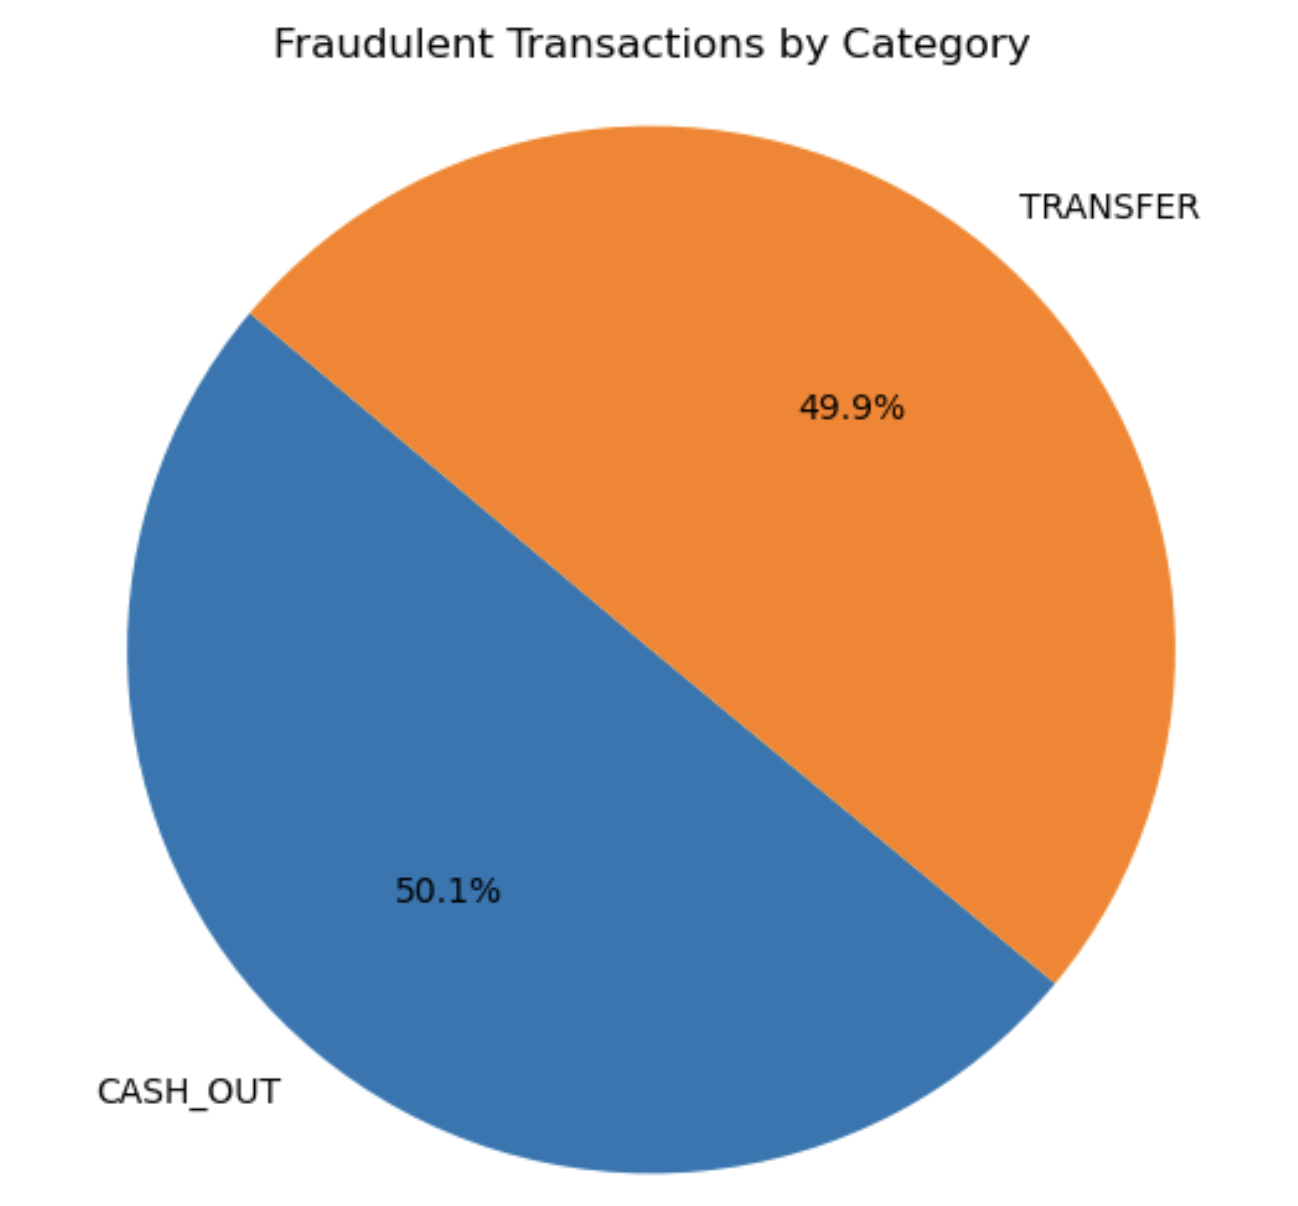 Fraudulent Transactions by Category
TRANSFER
49.9%
50.1%
CASH_OUT